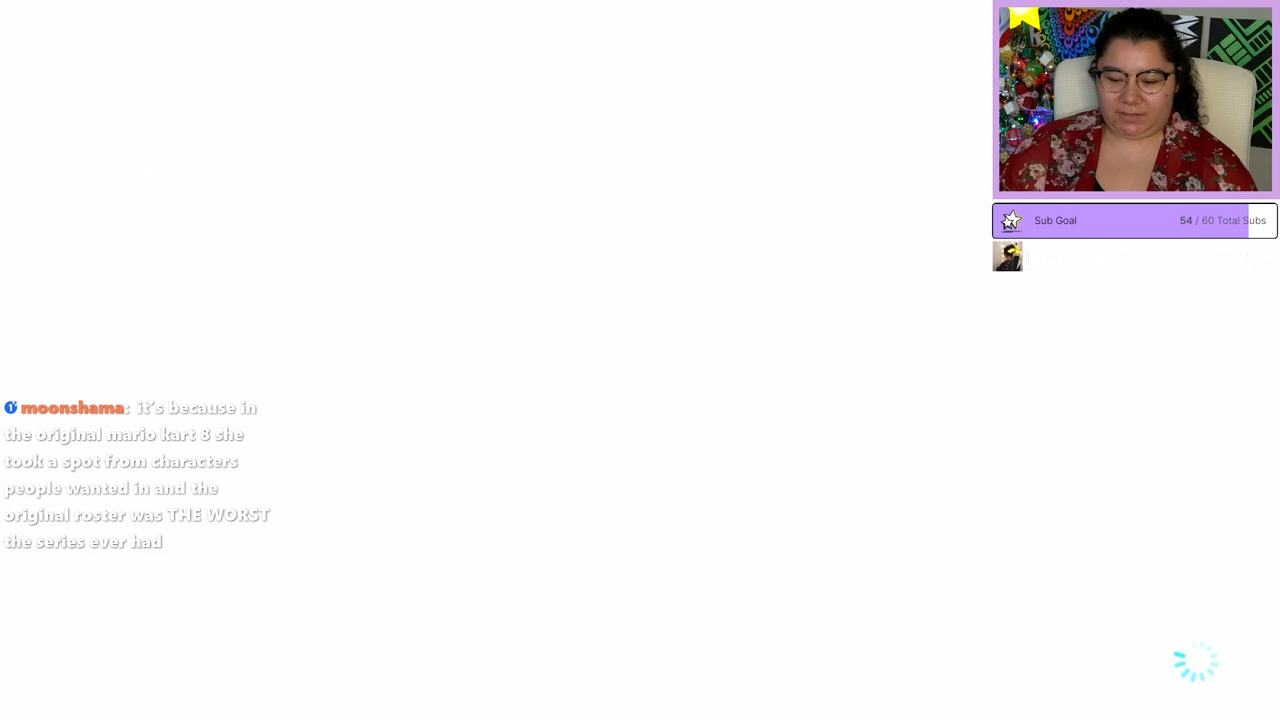 Sub Goal
54 / 60 Total Subs
moonshama: it's because in
the original mario kart 8 she
took a spot from characters
people wanted in and the
original roster was THE WORST
the series ever had